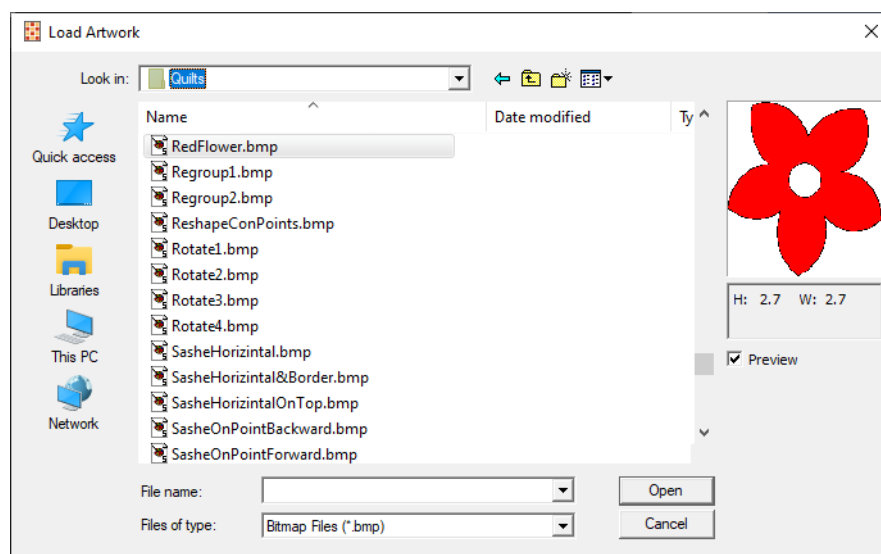 Load Artwork
Look in: Quilts
Name Date modified Ty
Quick access
Desktop
Libraries
This PC
Network
RedFlower.bmp
Regroup1.bmp
Regroup2.bmp
ReshapeConPoints.bmp
Rotate1.bmp
Rotate2.bmp
Rotate3.bmp
Rotate4.bmp
SasheHorizintal.bmp
SasheHorizintal&Border.bmp
SasheHorizintalOnTop.bmp
SasheOnPointBackward.bmp
SasheOnPointForward.bmp
H: 2.7 W: 2.7
Preview
File name: Open
Files of type: Bitmap Files (*.bmp) Cancel